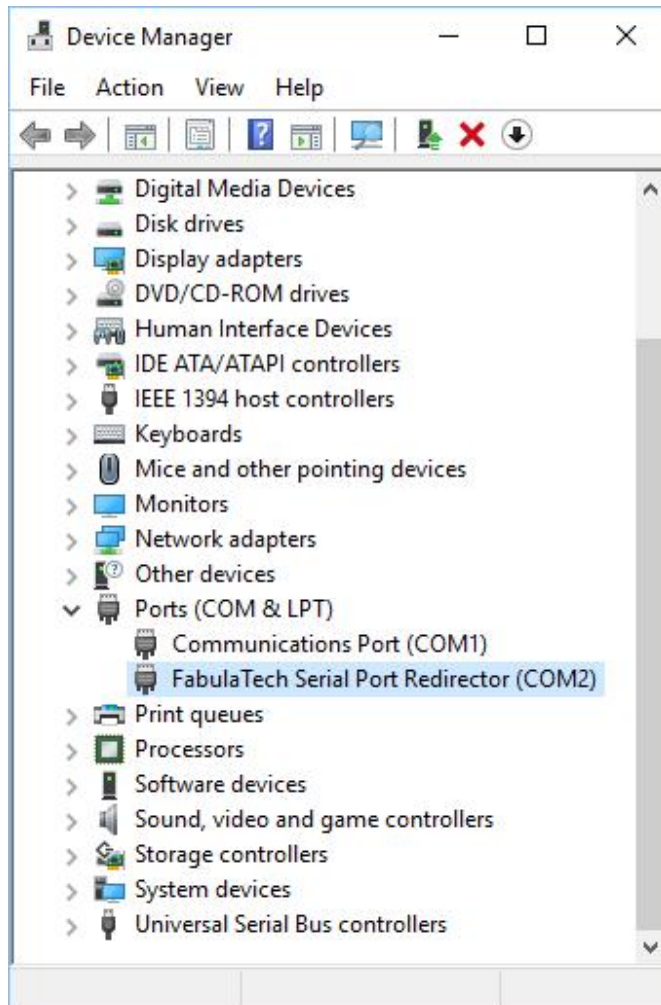 Device Manager
File Action View Help
Digital Media Devices
Disk drives
Display adapters
DVD/CD-ROM drives
Human Interface Devices
IDE ATA/ATAPI controllers
IEEE 1394 host controllers
Keyboards
Mice and other pointing devices
Monitors
Network adapters
Other devices
Ports (COM & LPT)
Communications Port (COM1)
FabulaTech Serial Port Redirector (COM2)
Print queues
Processors
Software devices
Sound, video and game controllers
Storage controllers
System devices
Universal Serial Bus controllers